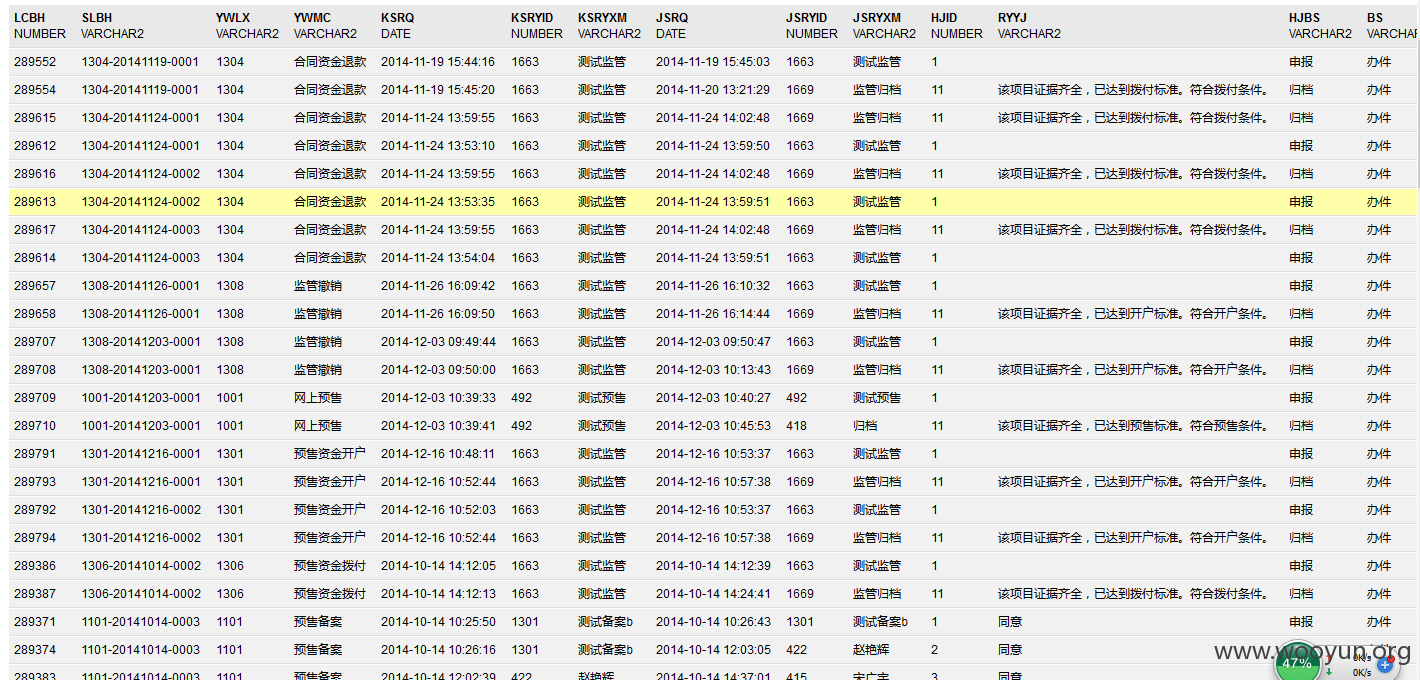 LCBH SLBH YWLX YWMC KSRQ KSRYID KSRYXM JSRQ JSRYID JSRYXM HJID RYYJ HJBS BS
NUMBER VARCHAR2 VARCHAR2 VARCHAR2 DATE NUMBER VARCHAR2 DATE NUMBER VARCHAR2 NUMBER VARCHAR2 VARCHAR2 VARCHAR
289552 1304-20141119-0001 1304 合同资金退款 2014-11-19 15:44:16 1663 测试监管 2014-11-19 15:45:03 1663 测试监管 1 申报 办件
289554 1304-20141119-0001 1304 合同资金退款 2014-11-19 15:45:20 1663 测试监管 2014-11-20 13:21:29 1669 监管归档 11 该项目证据齐全，已达到拨付标准。符合拨付条件。 归档 办件
289615 1304-20141124-0001 1304 合同资金退款 2014-11-24 13:59:55 1663 测试监管 2014-11-24 14:02:48 1669 监管归档 11 该项目证据齐全，已达到拨付标准。符合拨付条件。 归档 办件
289612 1304-20141124-0001 1304 合同资金退款 2014-11-24 13:53:10 1663 测试监管 2014-11-24 13:59:50 1663 测试监管 1 申报 办件
289616 1304-20141124-0002 1304 合同资金退款 2014-11-24 13:59:55 1663 测试监管 2014-11-24 14:02:48 1669 监管归档 11 该项目证据齐全，已达到拨付标准。符合拨付条件。 归档 办件
289613 1304-20141124-0002 1304 合同资金退款 2014-11-24 13:53:35 1663 测试监管 2014-11-24 13:59:51 1663 测试监管 1 申报 办件
289617 1304-20141124-0003 1304 合同资金退款 2014-11-24 13:59:55 1663 测试监管 2014-11-24 14:02:48 1669 监管归档 11 该项目证据齐全，已达到拨付标准。符合拨付条件。 归档 办件
289614 1304-20141124-0003 1304 合同资金退款 2014-11-24 13:54:04 1663 测试监管 2014-11-24 13:59:51 1663 测试监管 1 申报 办件
289657 1308-20141126-0001 1308 监管撤销 2014-11-26 16:09:42 1663 测试监管 2014-11-26 16:10:32 1663 测试监管 1 申报 办件
289658 1308-20141126-0001 1308 监管撤销 2014-11-26 16:09:50 1663 测试监管 2014-11-26 16:14:44 1669 监管归档 11 该项目证据齐全，已达到开户标准。符合开户条件。 归档 办件
289707 1308-20141203-0001 1308 监管撤销 2014-12-03 09:49:44 1663 测试监管 2014-12-03 09:50:47 1663 测试监管 1 申报 办件
289708 1308-20141203-0001 1308 监管撤销 2014-12-03 09:50:00 1663 测试监管 2014-12-03 10:13:43 1669 监管归档 11 该项目证据齐全，已达到开户标准。符合开户条件。 归档 办件
289709 1001-20141203-0001 1001 网上预售 2014-12-03 10:39:33 492 测试预售 2014-12-03 10:40:27 492 测试预售 1 申报 办件
289710 1001-20141203-0001 1001 网上预售 2014-12-03 10:39:41 492 测试预售 2014-12-03 10:45:53 418 归档 11 该项目证据齐全，已达到预售标准。符合预售条件。 归档 办件
289791 1301-20141216-0001 1301 预售资金开户 2014-12-16 10:48:11 1663 测试监管 2014-12-16 10:53:37 1663 测试监管 1 申报 办件
289793 1301-20141216-0001 1301 预售资金开户 2014-12-16 10:52:44 1663 测试监管 2014-12-16 10:57:38 1669 监管归档 11 该项目证据齐全，已达到开户标准。符合开户条件。 归档 办件
289792 1301-20141216-0002 1301 预售资金开户 2014-12-16 10:52:03 1663 测试监管 2014-12-16 10:53:37 1663 测试监管 1 申报 办件
289794 1301-20141216-0002 1301 预售资金开户 2014-12-16 10:52:44 1663 测试监管 2014-12-16 10:57:38 1669 监管归档 11 该项目证据齐全，已达到开户标准。符合开户条件。 归档 办件
289386 1306-20141014-0002 1306 预售资金拨付 2014-10-14 14:12:05 1663 测试监管 2014-10-14 14:12:39 1663 测试监管 1 申报 办件
289387 1306-20141014-0002 1306 预售资金拨付 2014-10-14 14:12:13 1663 测试监管 2014-10-14 14:24:41 1669 监管归档 11 该项目证据齐全，已达到拨付标准。符合拨付条件。 归档 办件
289371 1101-20141014-0003 1101 预售备案 2014-10-14 10:25:50 1301 测试备案b 2014-10-14 10:26:43 1301 测试备案b 1 同意 申报 办件
289374 1101-20141014-0003 1101 预售备案 2014-10-14 10:26:16 1301 测试备案b 2014-10-14 12:03:05 422 赵艳辉 2 同意
www.wooyun.org
47% 0K/s
0K/s
289383 1101-20141014-0003 1101 预售备案 2014-10-14 12:02:39 422 赵艳辉 2014-10-14 14:37:01 415 宋广宇 3 同意